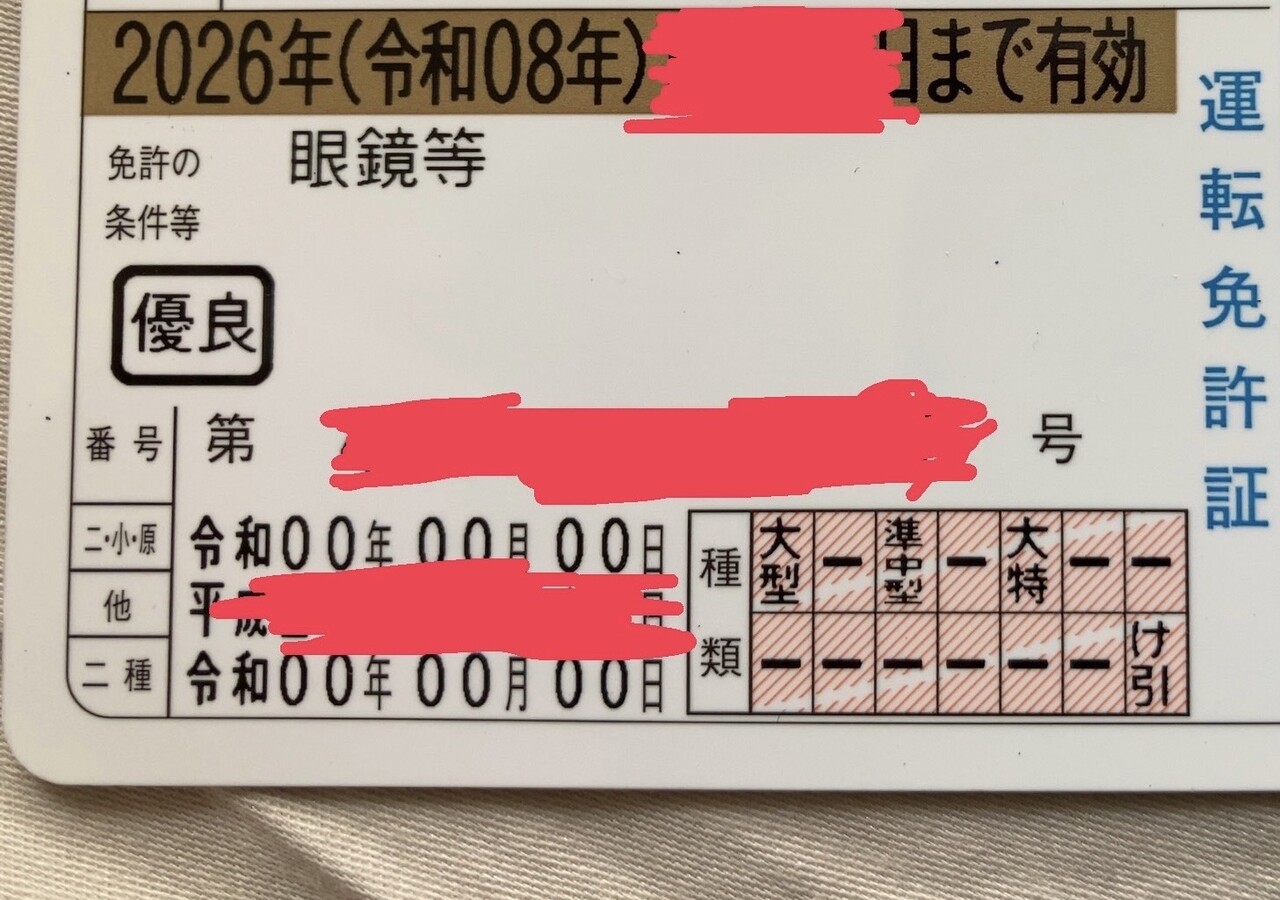 2026年(令和08年)
日まで有効
免許の
条件等
眼鏡等
優良
番号 第
号
二・小・原 令和00年00月00日
他 平成
日
二種 令和00年00月00日
種類
大型 ー 準中型 ー 大特 ー ー
ー ー ー ー ー ー け引
運転免許証